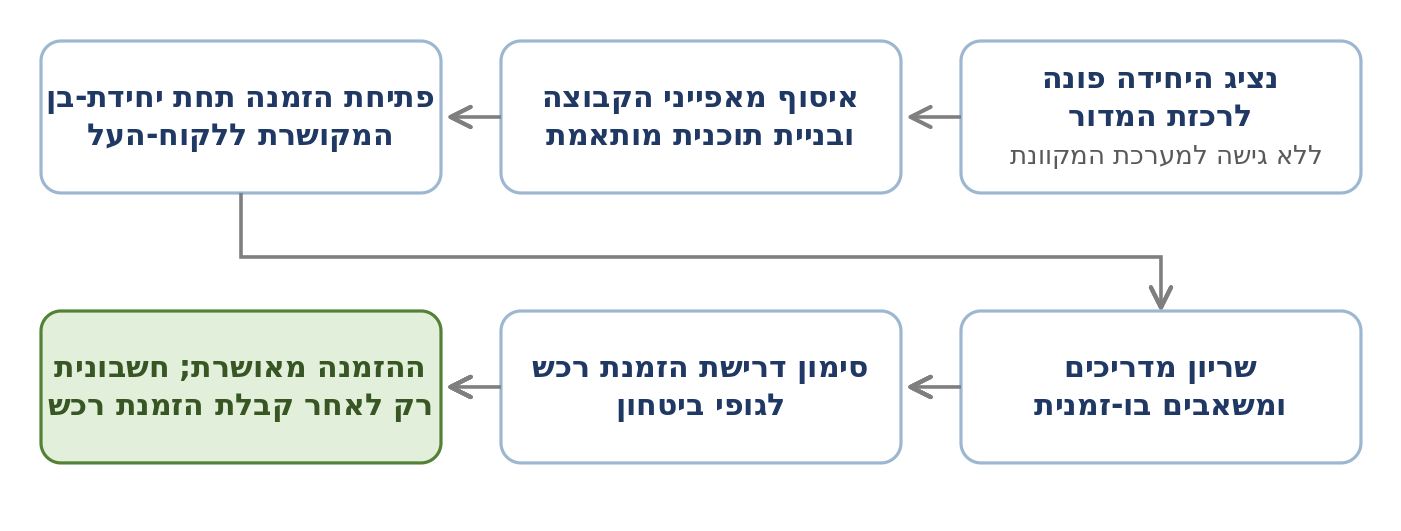 נציג היחידה פונה
לרכזת המדור
ללא גישה למערכת המקוונת
איסוף מאפייני הקבוצה
ובניית תוכנית מותאמת
פתיחת הזמנה תחת יחידת-בן
המקושרת ללקוח-העל
שריון מדריכים
ומשאבים בו-זמנית
סימון דרישת הזמנת רכש
לגופי ביטחון
ההזמנה מאושרת; חשבונית
רק לאחר קבלת הזמנת רכש